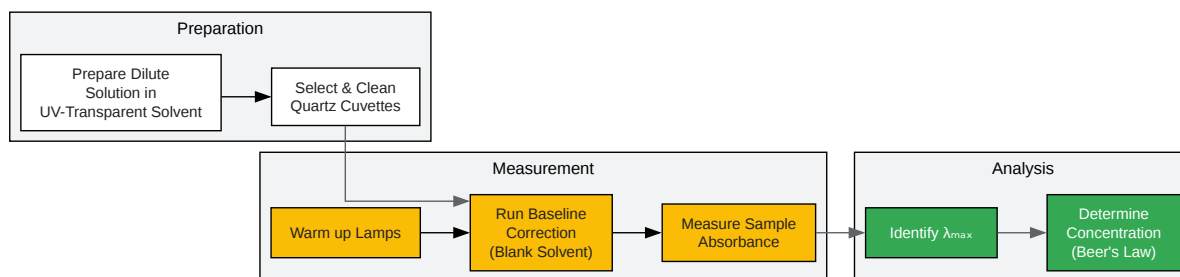 Preparation
Prepare Dilute
Solution in
UV-Transparent Solvent
Select & Clean
Quartz Cuvettes
Measurement
Warm up Lamps
Run Baseline
Correction
(Blank Solvent)
Measure Sample
Absorbance
Analysis
Identify λₘₐₓ
Determine
Concentration
(Beer's Law)